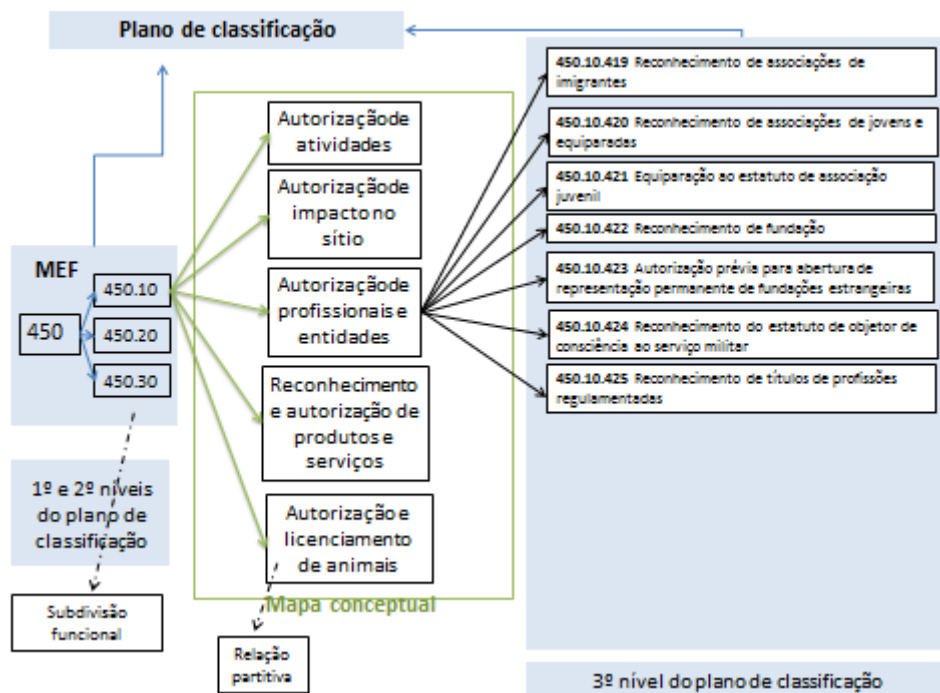 Plano de classificação
MEF
450
450.10
450.20
450.30
1º e 2º níveis
do plano de
classificação
Subdivisão
funcional
Autorizaçãode
atividades
Autorizaçãode
impacto no
sítio
Autorizaçãode
profissionais e
entidades
Reconhecimento
e autorização de
produtos e
serviços
Autorização e
licenciamento
de animais
Mapa conceptual
Relação
partitiva
450.10.419 Reconhecimento de associações de
imigrantes
450.10.420 Reconhecimento de associações de jovens e
equiparadas
450.10.421 Equiparação ao estatuto de associação
juvenil
450.10.422 Reconhecimento de fundação
450.10.423 Autorização prévia para abertura de
representação permanente de fundações estrangeiras
450.10.424 Reconhecimento do estatuto de objetor de
consciência ao serviço militar
450.10.425 Reconhecimento de títulos de profissões
regulamentadas
3º nível do plano de classificação